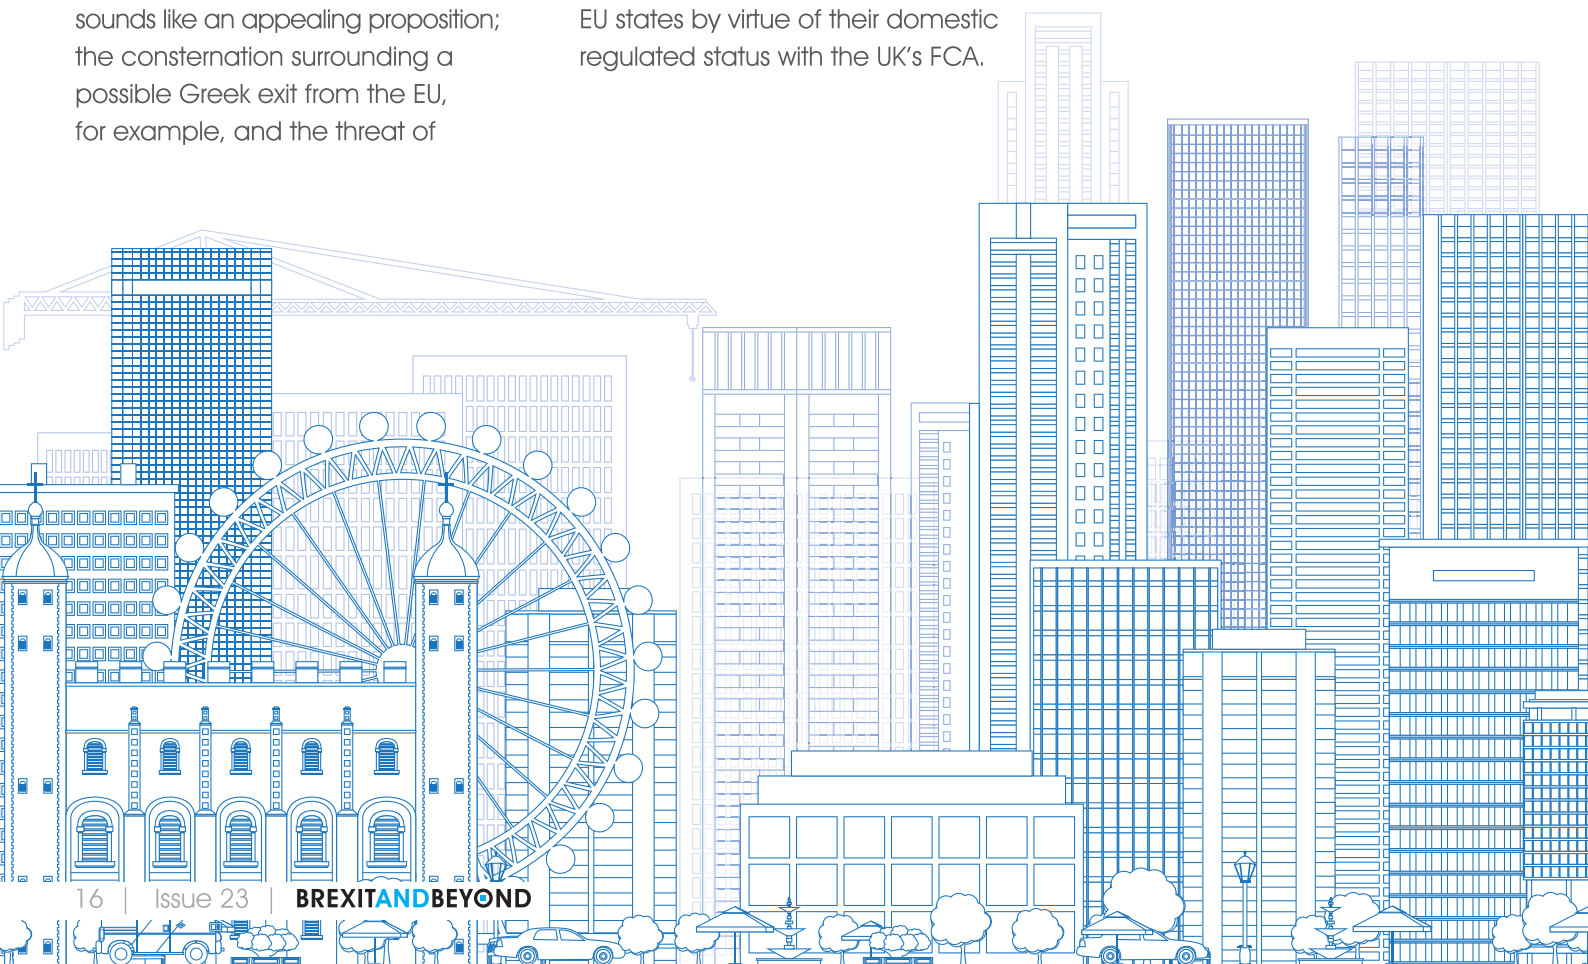 sounds like an appealing proposition;
the consternation surrounding a
possible Greek exit from the EU,
for example, and the threat of
EU states by virtue of their domestic
regulated status with the UK's FCA.
16 | Issue 23 | BREXITANDBEYOND